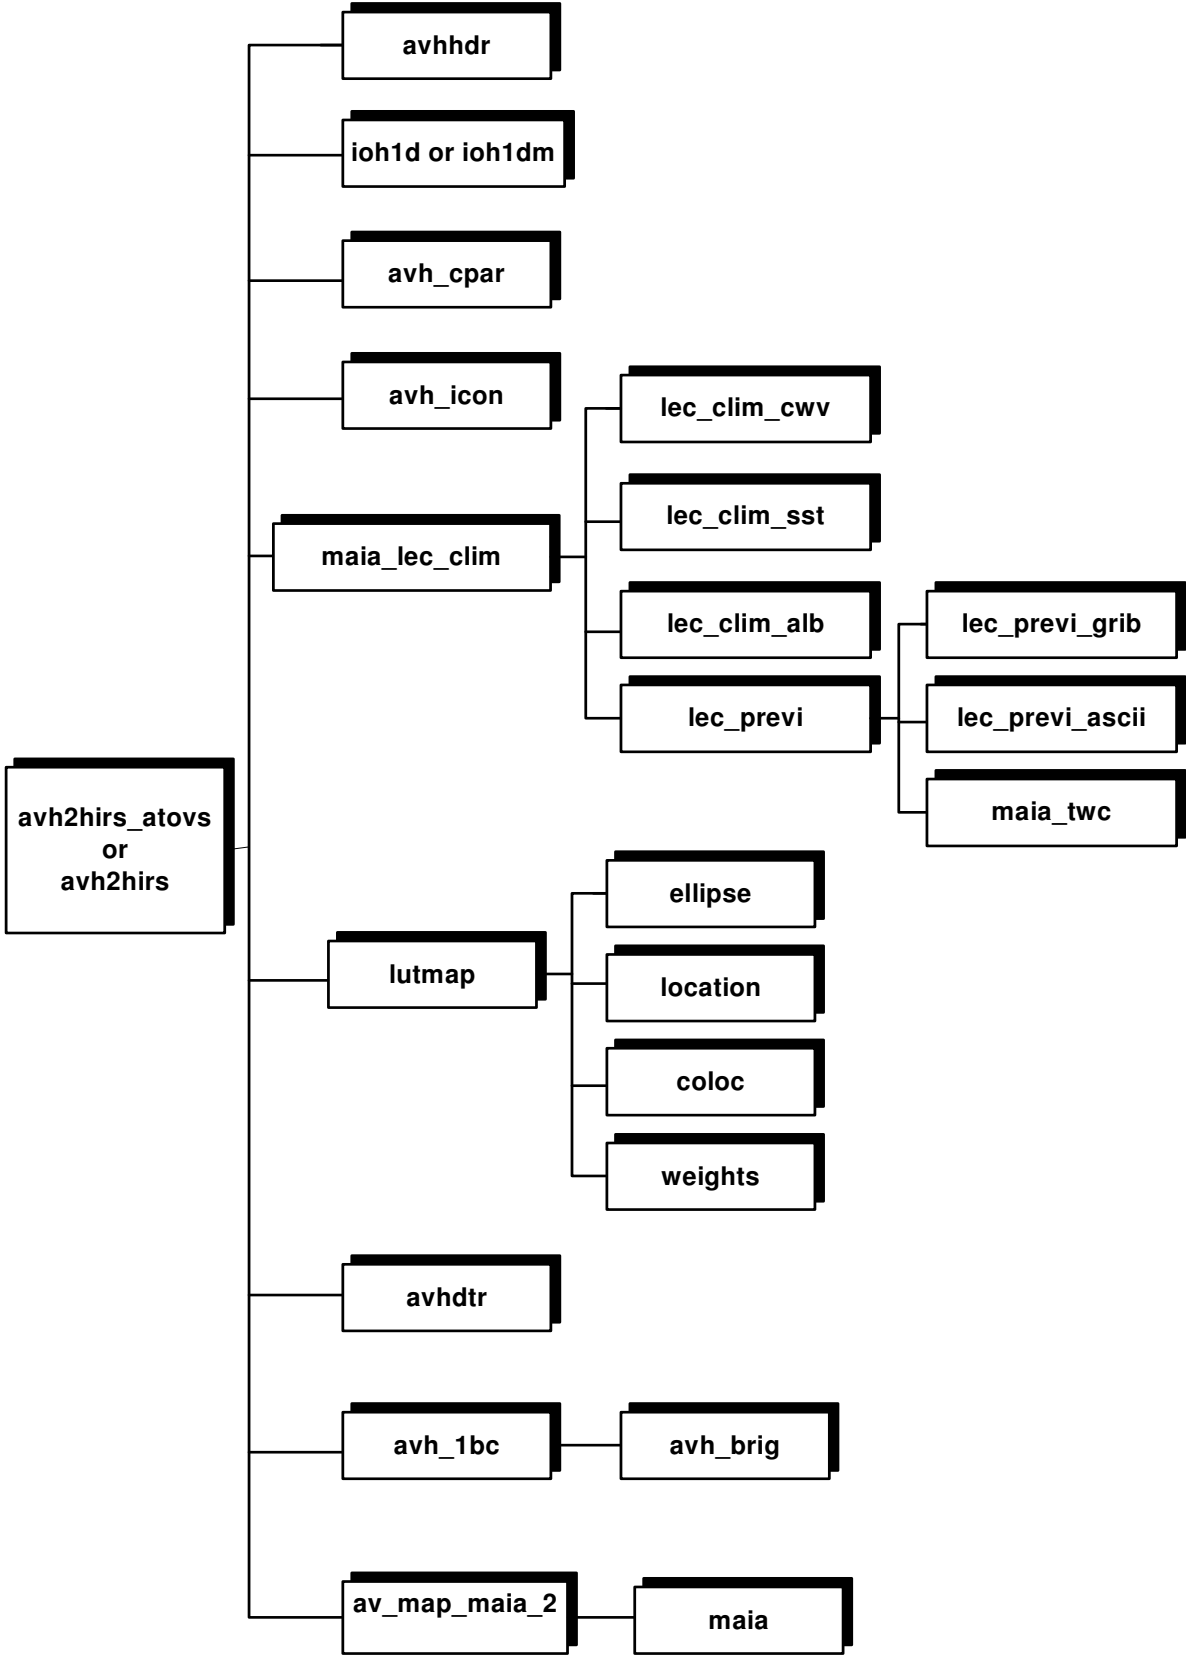 avhhdr
ioh1d or ioh1dm
avh_cpar
avh_icon
maia_lec_clim
lec_clim_cwv
lec_clim_sst
lec_clim_alb
lec_previ
lec_previ_grib
lec_previ_ascii
maia_twc
avh2hirs_atovs
or
avh2hirs
lutmap
ellipse
location
coloc
weights
avhdtr
avh_1bc
avh_brig
av_map_maia_2
maia